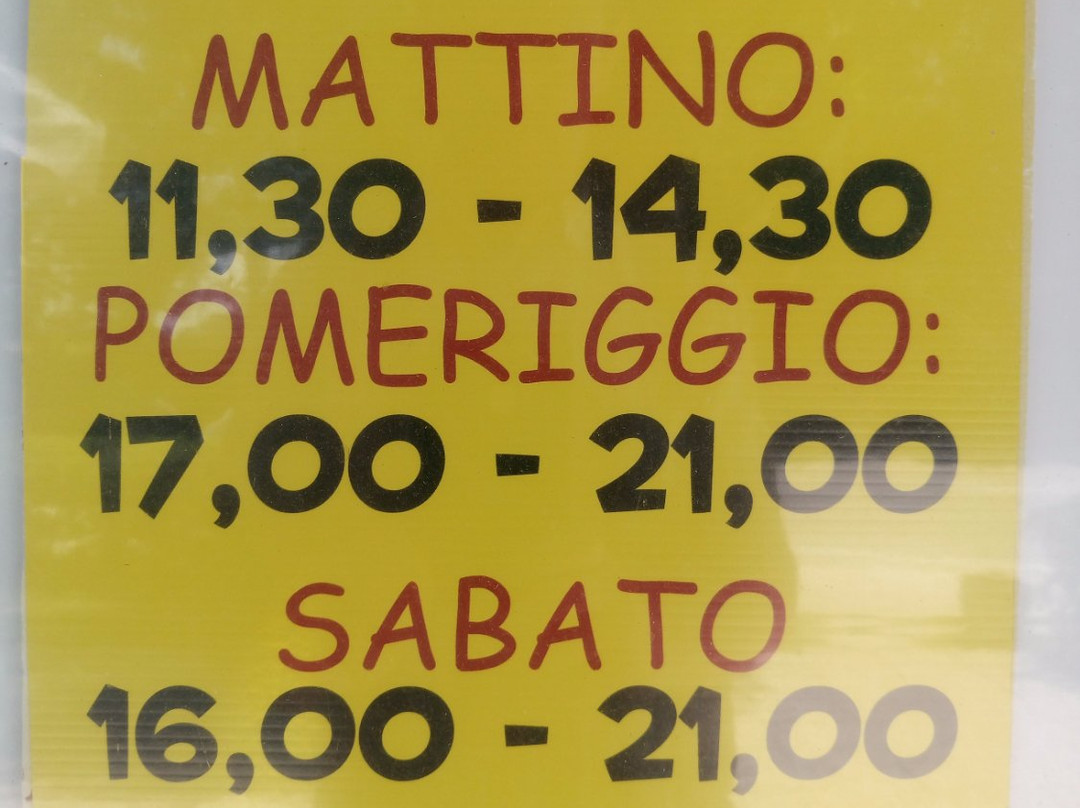 MATTINO:
11,30 - 14,30
POMERIGGIO:
17,00 - 21,00
SABATO
16,00 - 21,00